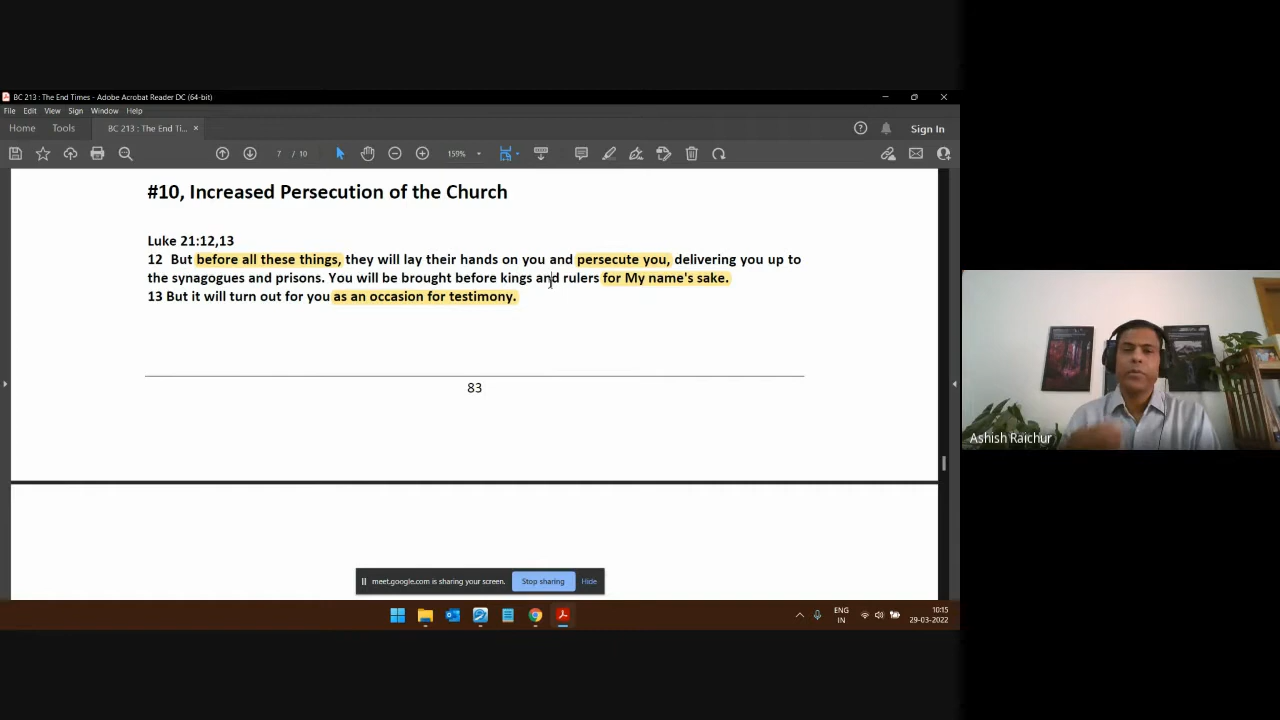 BC 213 : The End Times - Adobe Acrobat Reader DC (64-bit)
File Edit View Sign Window Help
Home Tools BC 213 : The End Ti... × Sign In
7 / 10 159%
#10, Increased Persecution of the Church
Luke 21:12,13
12 But before all these things, they will lay their hands on you and persecute you, delivering you up to
the synagogues and prisons. You will be brought before kings and rulers for My name's sake.
13 But it will turn out for you as an occasion for testimony.
83
Ashish Raichur
meet.google.com is sharing your screen. Stop sharing Hide
ENG 10:15
IN 29-03-2022